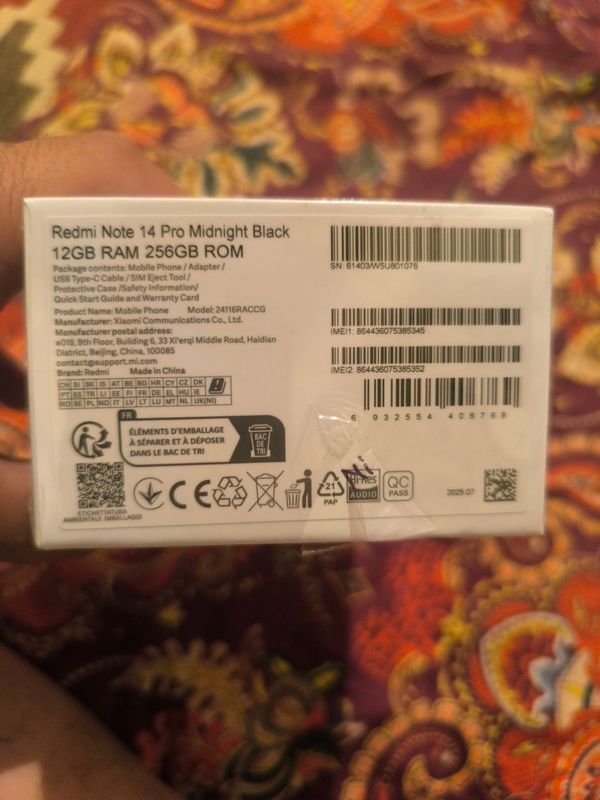 Redmi Note 14 Pro Midnight Black
12GB RAM 256GB ROM
Package contents: Mobile Phone / Adapter /
USB Type-C Cable / SIM Eject Tool /
Protective Case /Safety Information/
Quick Start Guide and Warranty Card
Product Name: Mobile Phone Model: 24116RACCG
Manufacturer: Xiaomi Communications Co., Ltd.
Manufacturer postal address:
#019, 9th Floor, Building 6, 33 Xi'erqi Middle Road, Haidian
District, Beijing, China, 100085
contact@support.mi.com
Brand: Redmi Made in China
CH SI SK IS AT BE BG HR CY CZ DK
PT ES TR LI EE FI FR DE EL HU IE
RO SE PL NO IT LV LT LU MT NL UK(NI)
FR
ÉLÉMENTS D'EMBALLAGE
À SÉPARER ET À DÉPOSER
DANS LE BAC DE TRI
BAC
DE
TRI
ETICHETTATURA
AMBIENTALE IMBALLAGGI
CE
21
PAP
Hi-Res
AUDIO
QC
PASS
2025.07
SN: 61403/W5U801076
IMEI1: 864436075385345
IMEI2: 864436075385352
6 932554 406769